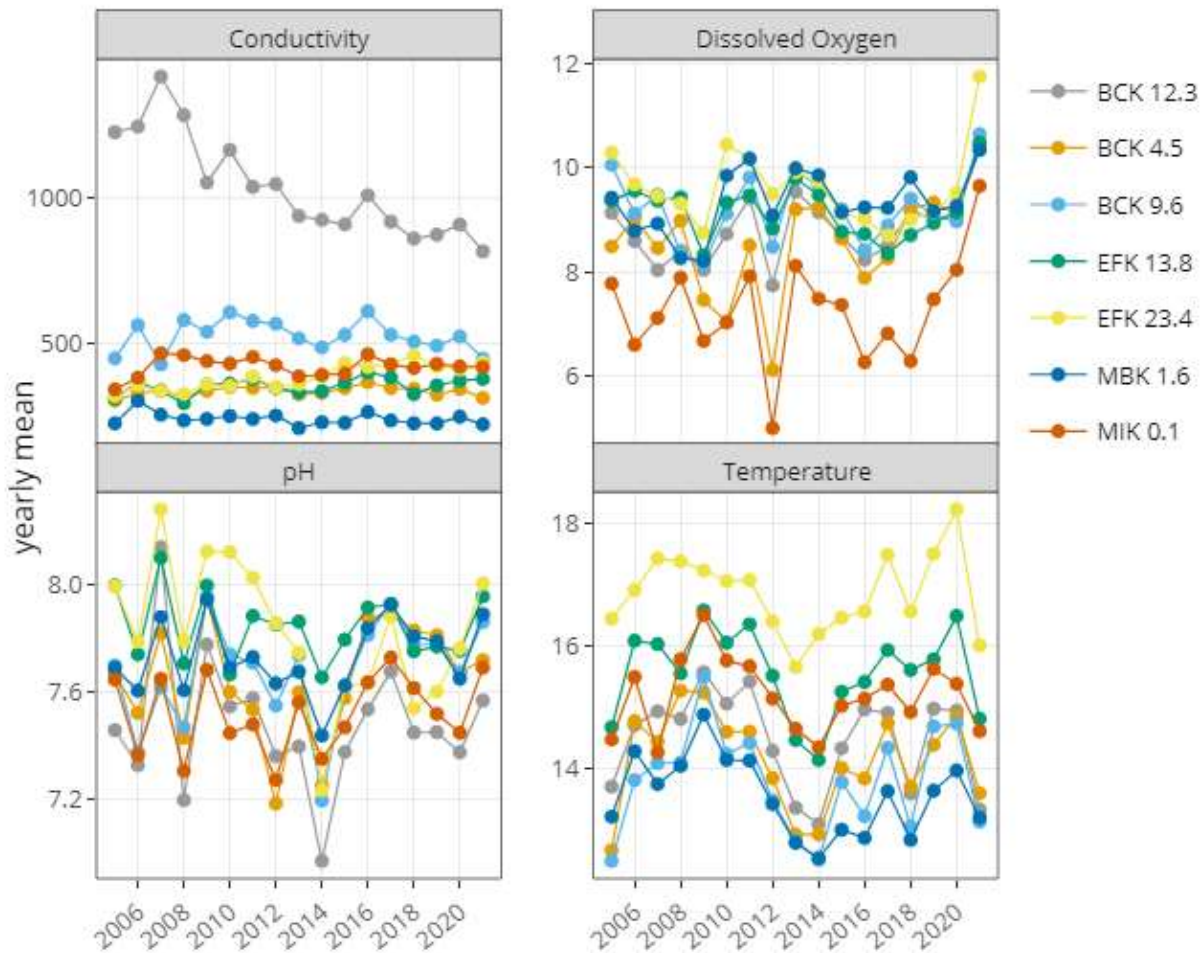 Conductivity
Dissolved Oxygen
1000
500
12
10
8
6
BCK 12.3
BCK 4.5
BCK 9.6
EFK 13.8
EFK 23.4
MBK 1.6
MIK 0.1
yearly mean
pH
Temperature
8.0
7.6
7.2
18
16
14
2006 2008 2010 2012 2014 2016 2018 2020
2006 2008 2010 2012 2014 2016 2018 2020